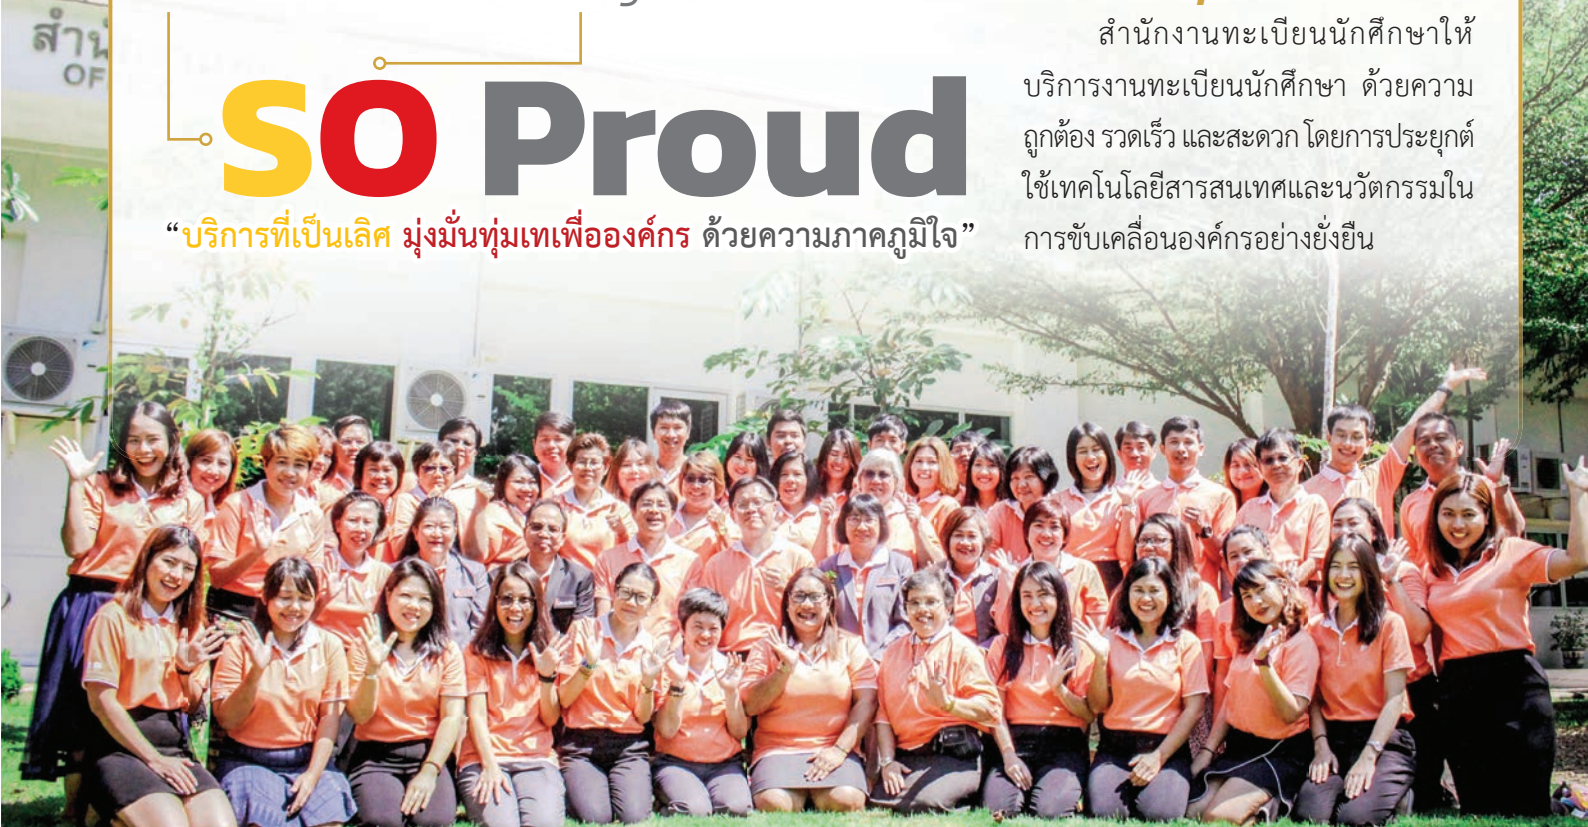 สำนั
OF
SO Proud
“บริการที่เป็นเลิศ มุ่งมั่นทุ่มเทเพื่อองค์กร ด้วยความภาคภูมิใจ”
สำนักงานทะเบียนนักศึกษาให้
บริการงานทะเบียนนักศึกษา ด้วยความ
ถูกต้อง รวดเร็ว และสะดวก โดยการประยุกต์
ใช้เทคโนโลยีสารสนเทศและนวัตกรรมใน
การขับเคลื่อนองค์กรอย่างยั่งยืน